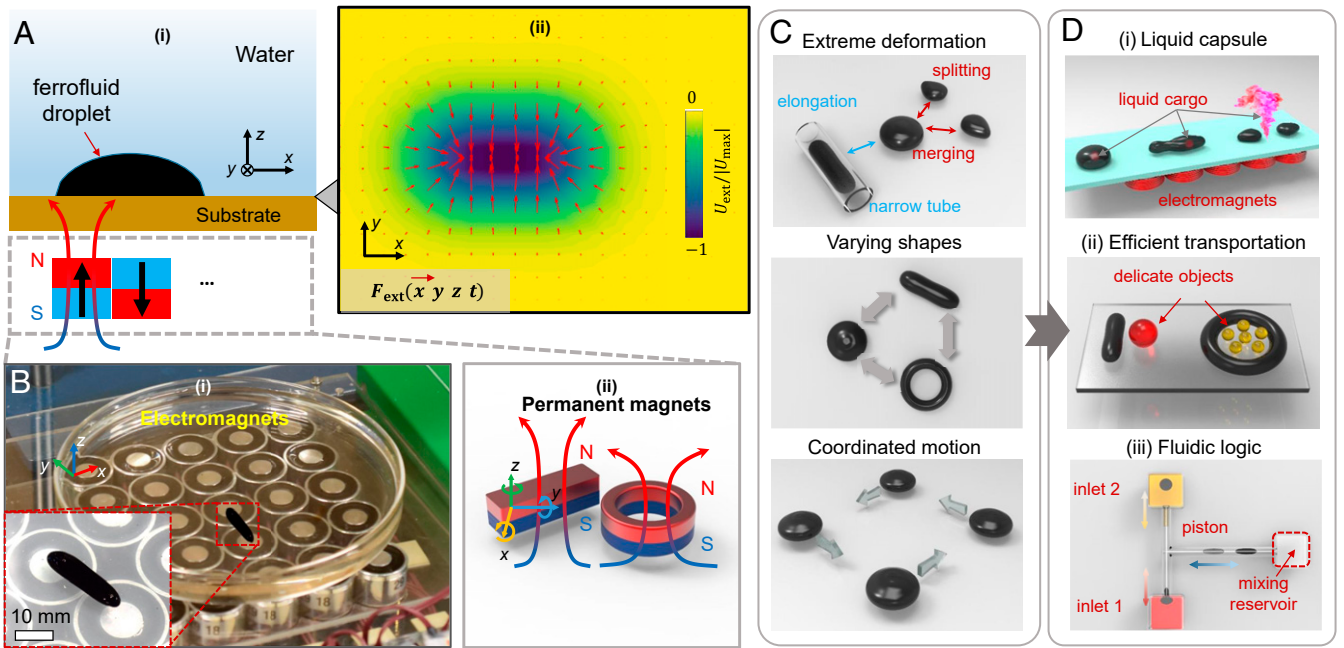 A
(i)
Water
ferrofluid
droplet
z
y
x
Substrate
N
S
...
(ii)
0
U_ext/|U_max|
−1
y
x
F_ext(x y z t)
B
(i)
Electromagnets
z
y
x
10 mm
18
18
(ii)
Permanent magnets
N
N
z
y
x
S
S
C
Extreme deformation
splitting
elongation
merging
narrow tube
Varying shapes
Coordinated motion
D
(i) Liquid capsule
liquid cargo
electromagnets
(ii) Efficient transportation
delicate objects
(iii) Fluidic logic
inlet 2
piston
mixing
reservoir
inlet 1